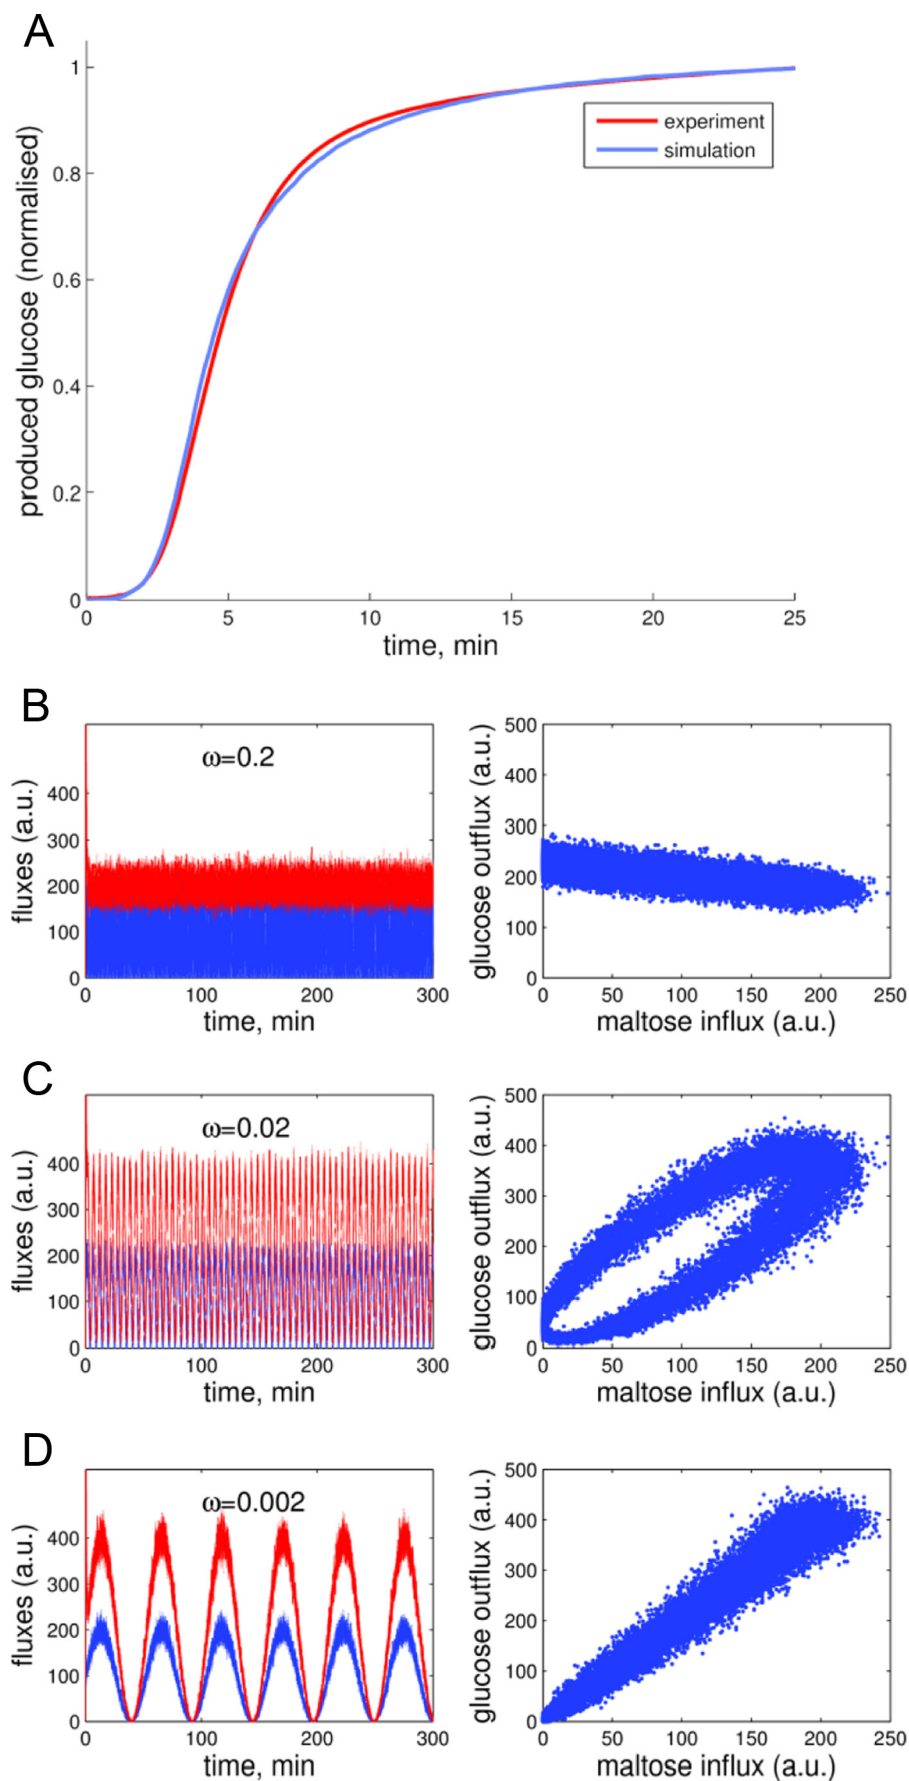 A
produced glucose (normalised)
1
0.8
0.6
0.4
0.2
0
experiment
simulation
0 5 10 15 20 25
time, min
B
fluxes (a.u.)
400
300
200
100
0
ω=0.2
0 100 200 300
time, min
glucose outflux (a.u.)
500
400
300
200
100
0
0 50 100 150 200 250
maltose influx (a.u.)
C
fluxes (a.u.)
400
300
200
100
0
ω=0.02
0 100 200 300
time, min
glucose outflux (a.u.)
500
400
300
200
100
0
0 50 100 150 200 250
maltose influx (a.u.)
D
fluxes (a.u.)
400
300
200
100
0
ω=0.002
0 100 200 300
time, min
glucose outflux (a.u.)
500
400
300
200
100
0
0 50 100 150 200 250
maltose influx (a.u.)